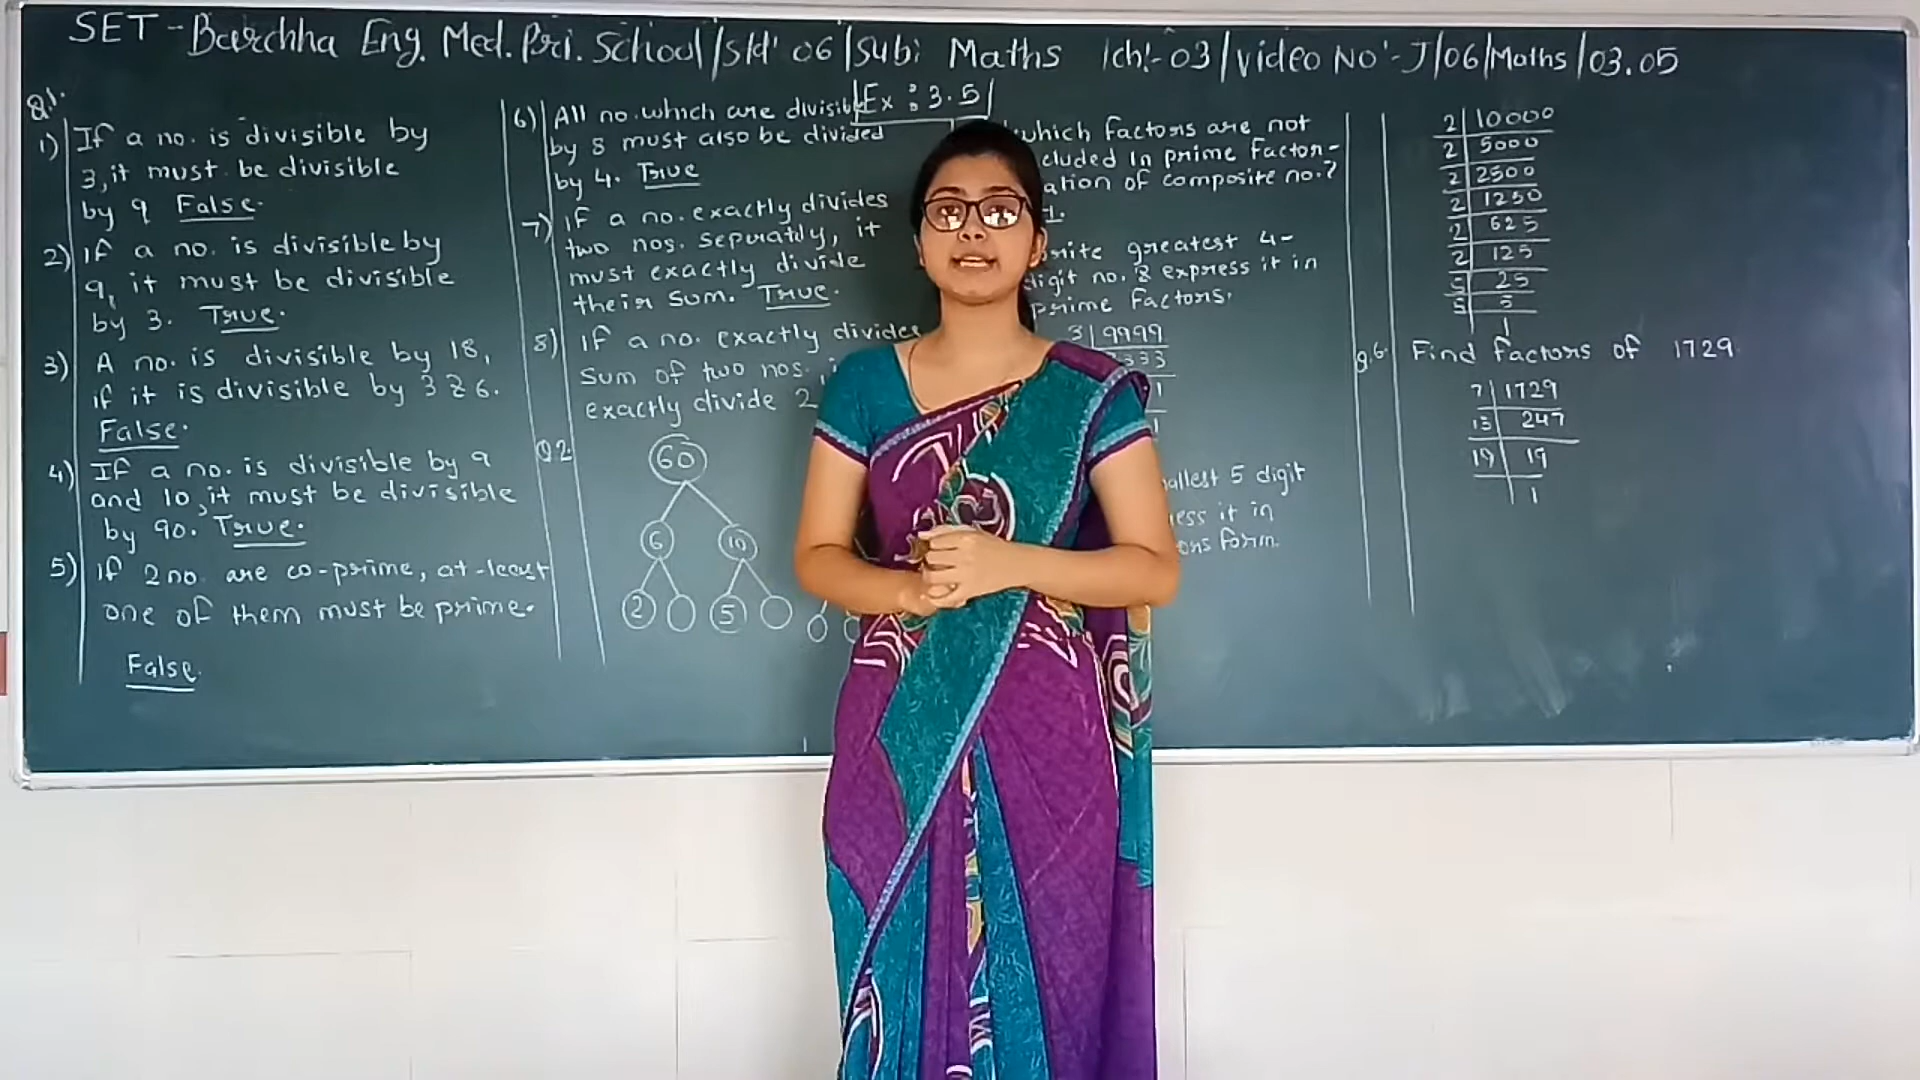 SET - Barchha Eng. Med. Pri. School/Std' 06/Sub: Maths /ch:-03/video No'-J/06/Maths/03.05
Ex : 3.5
Q.1.
1) If a no. is divisible by
3, it must be divisible
by 9 False.
2) If a no. is divisible by
9, it must be divisible
by 3. True.
3) A no. is divisible by 18,
if it is divisible by 3 & 6.
False.
4) If a no. is divisible by 9
and 10, it must be divisible
by 90. True.
5) If 2 no. are co-prime, at-least
one of them must be prime.
False.
6) All no. which are divisible
by 8 must also be divided
by 4. True
7) if a no. exactly divides
two nos. separatly, it
must exactly divide
their sum. True.
8) if a no. exactly divides
sum of two nos.
exactly divide 2
Q2.
60
6 10
2 5
which factors are not
cluded in prime factor-
ation of composite no.?
1.
rite greatest 4-
digit no. & express it in
prime factors.
3 9999
3333
1
1
allest 5 digit
ess it in
ors form.
2 10000
2 5000
2 2500
2 1250
2 625
2 125
5 25
5 5
1
Q.6. Find factors of 1729.
7 1729
13 247
19 19
1